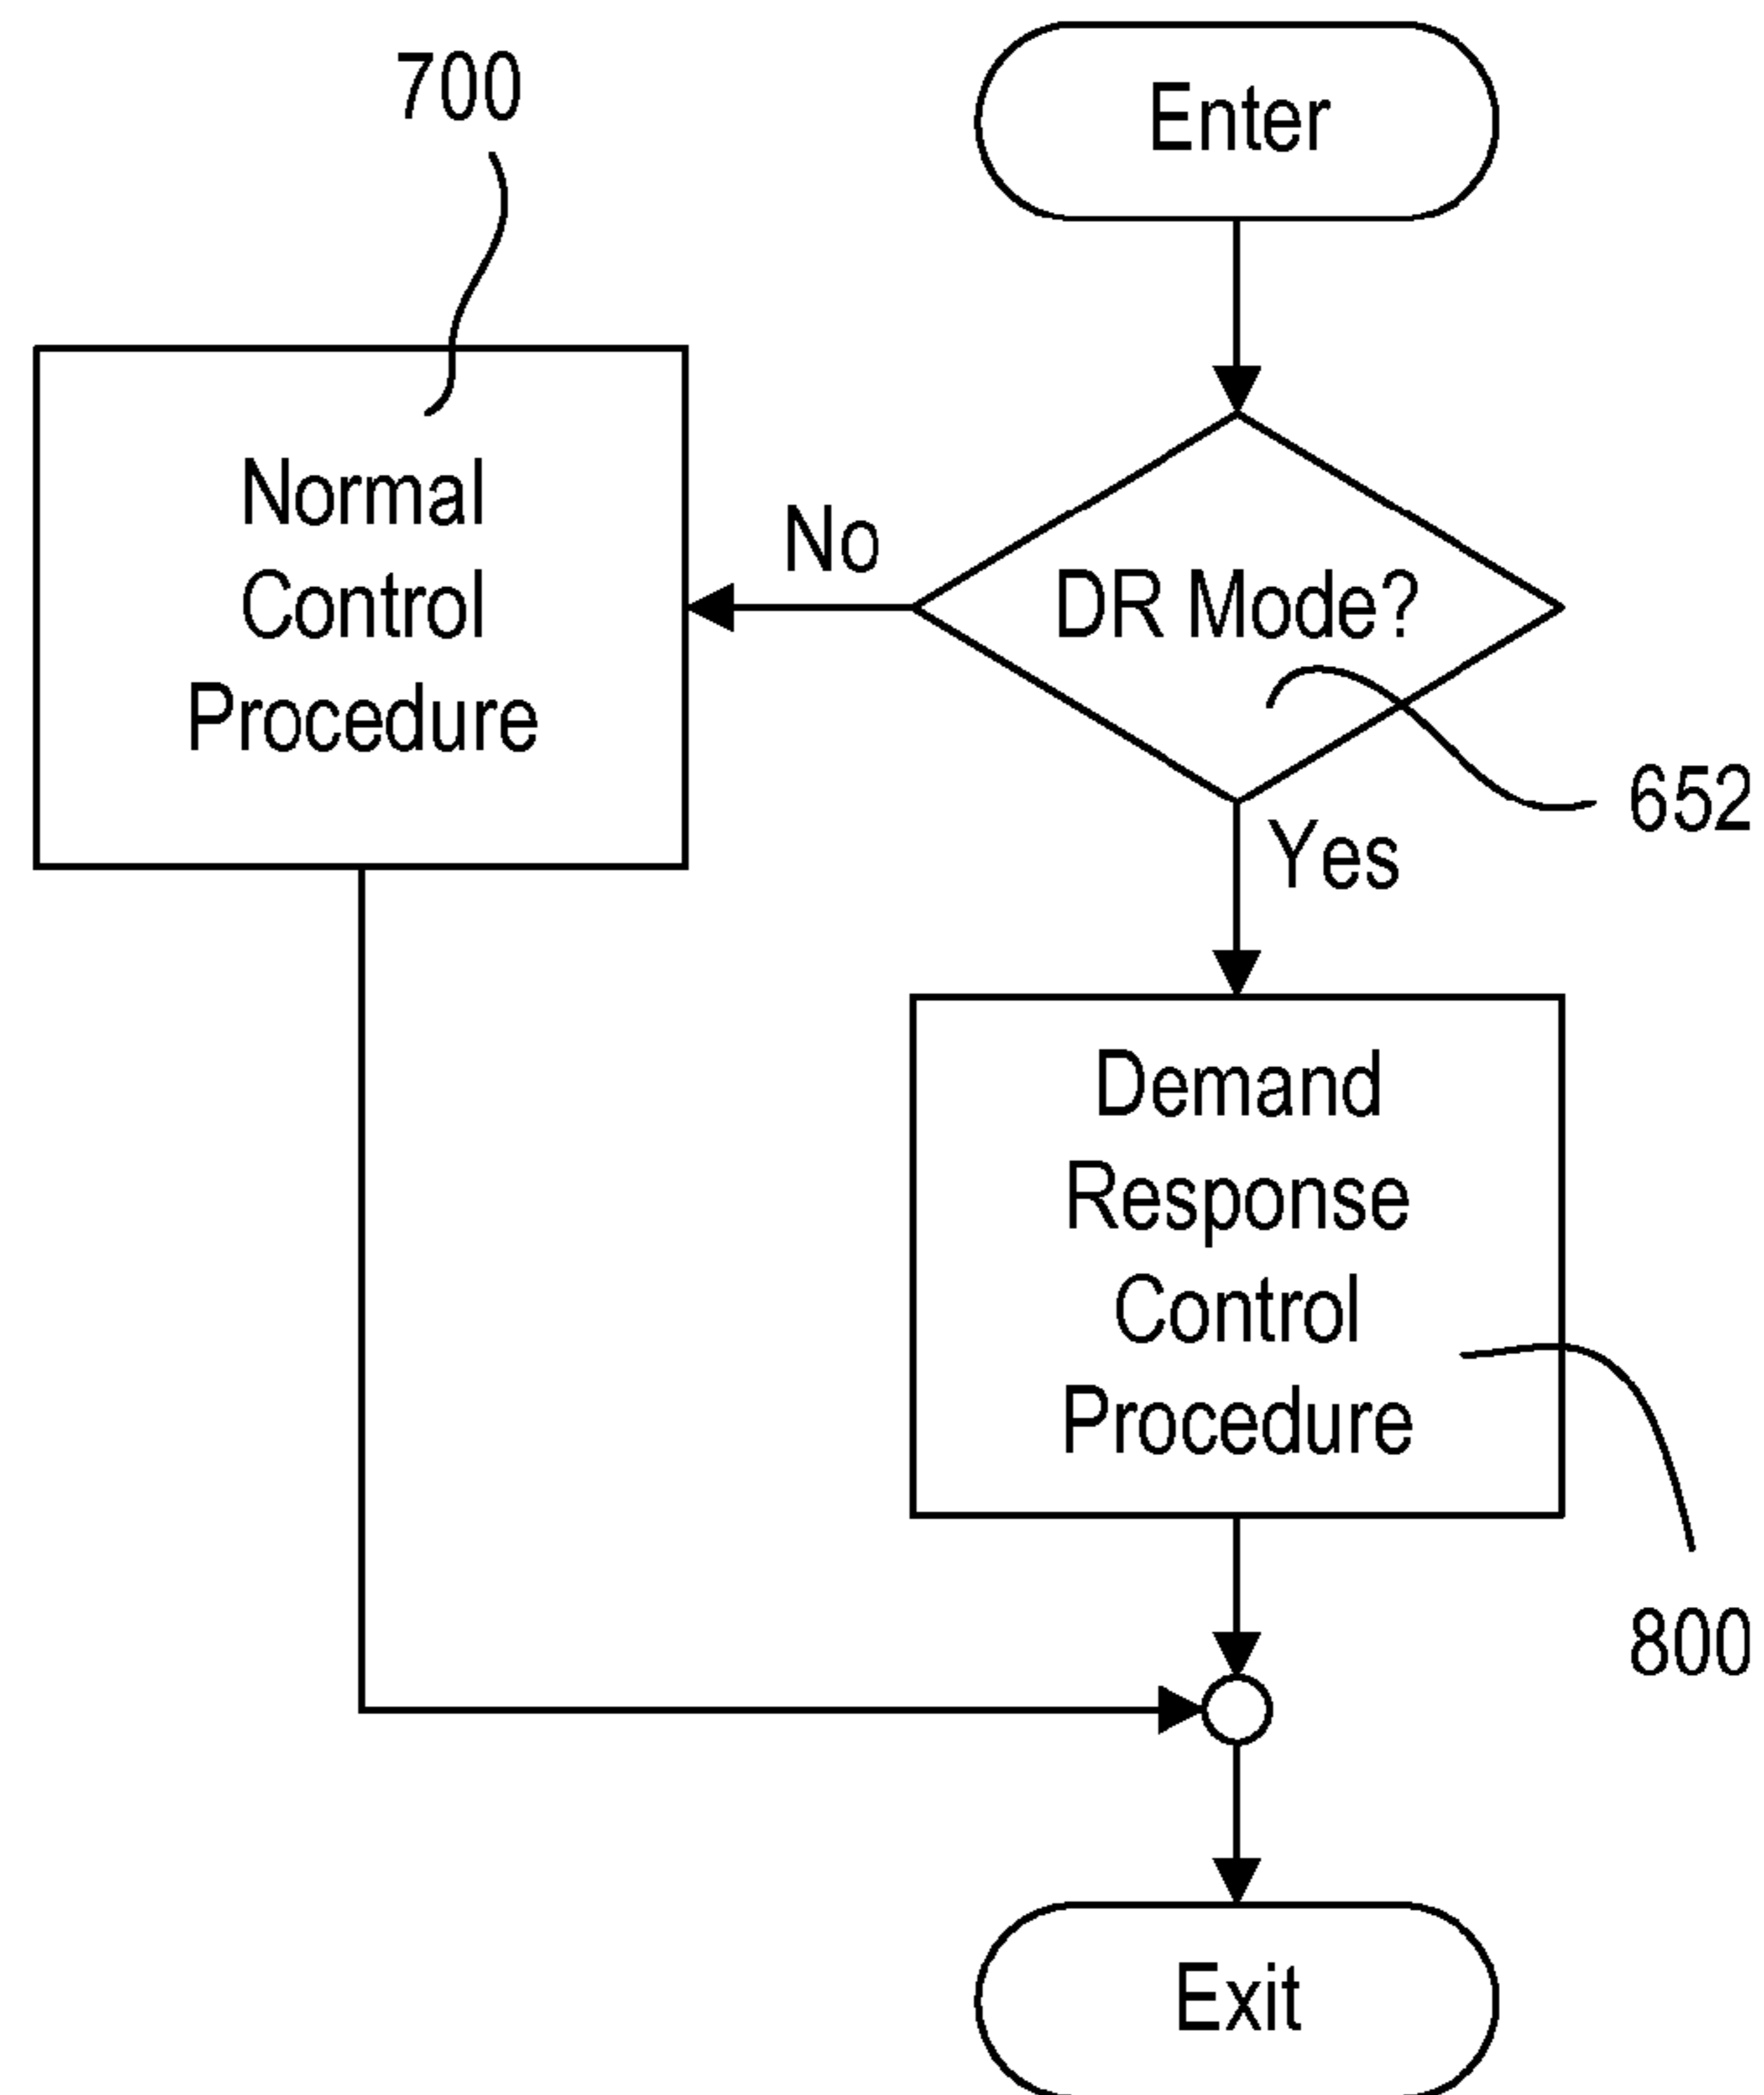 700
Enter
Normal
Control
Procedure
No
DR Mode?
652
Yes
Demand
Response
Control
Procedure
800
Exit